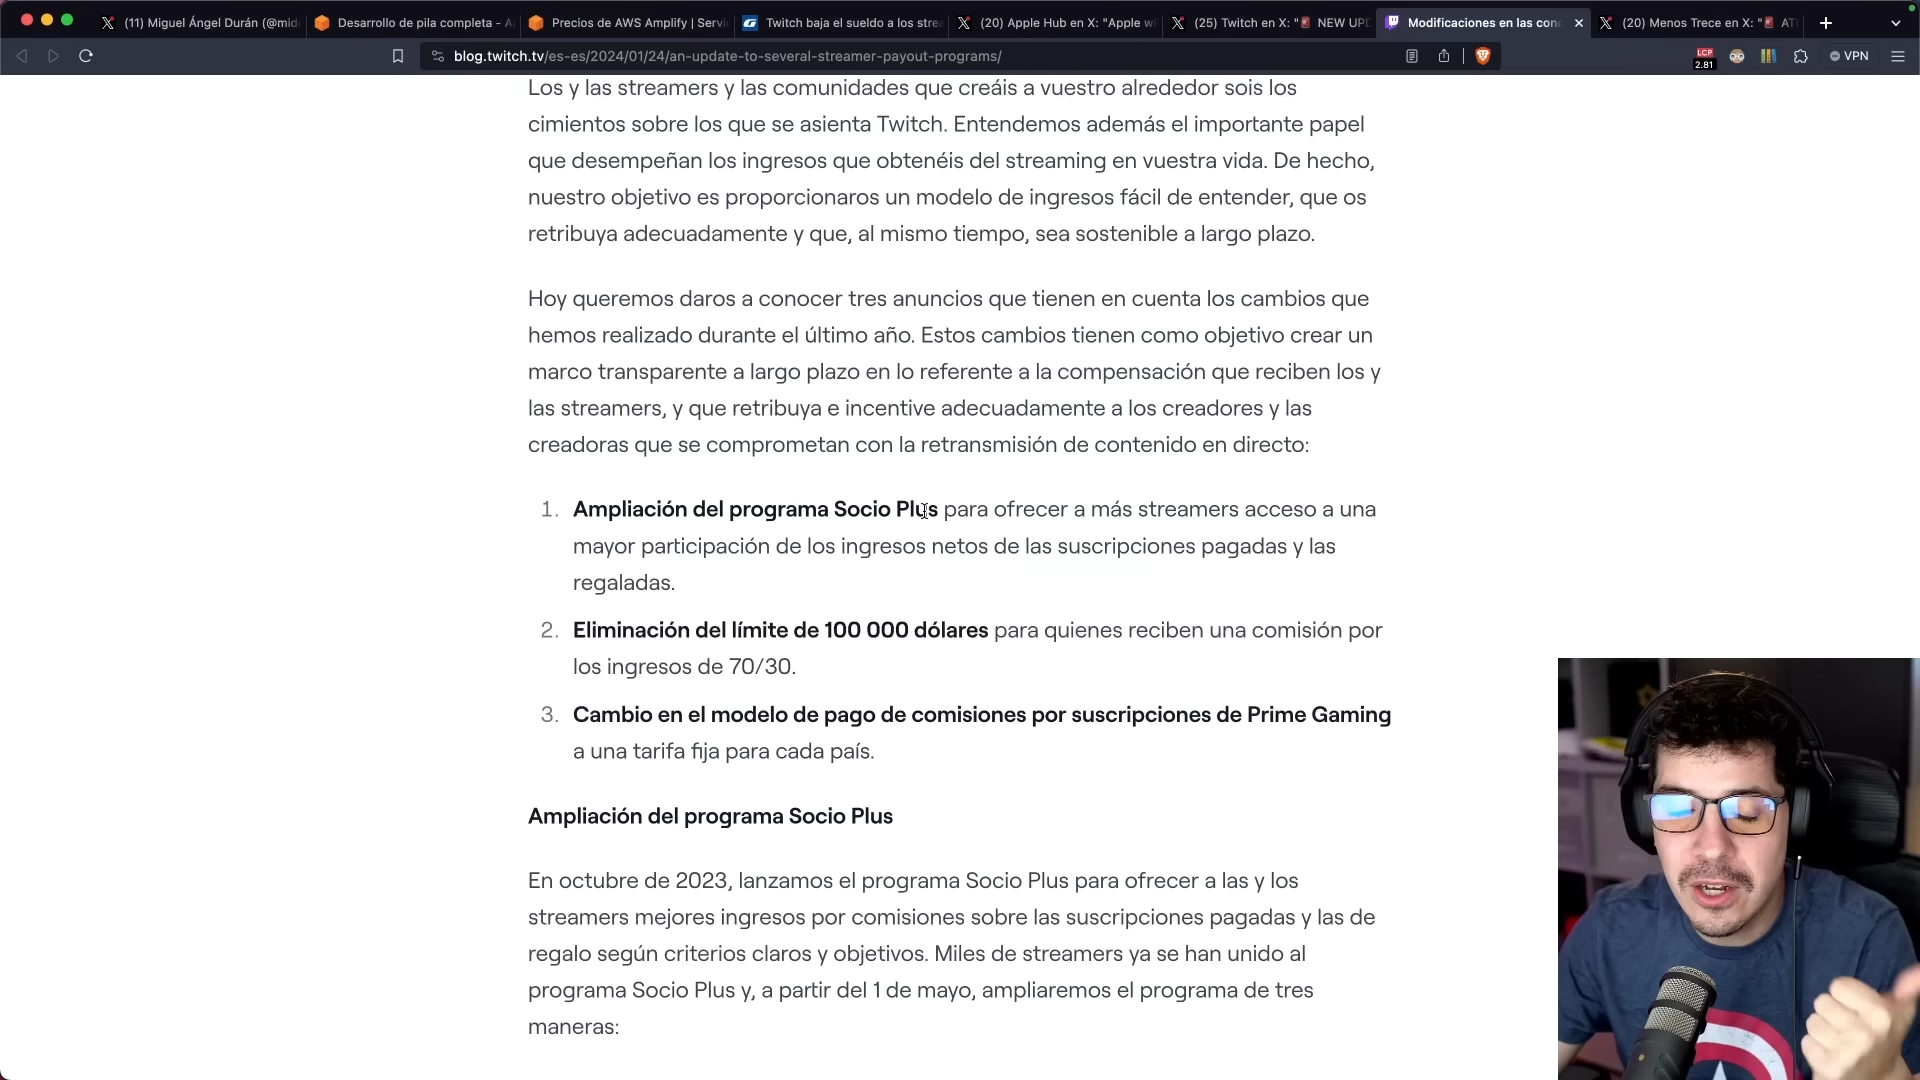 (11) Miguel Ángel Durán (@mid
Desarrollo de pila completa - A
Precios de AWS Amplify | Servi
Twitch baja el sueldo a los stre
(20) Apple Hub en X: "Apple wi
(25) Twitch en X: "🚨 NEW UPD
Modificaciones en las con
(20) Menos Trece en X: "🚨 AT
blog.twitch.tv/es-es/2024/01/24/an-update-to-several-streamer-payout-programs/
LCP
2.81
VPN
Los y las streamers y las comunidades que creáis a vuestro alrededor sois los
cimientos sobre los que se asienta Twitch. Entendemos además el importante papel
que desempeñan los ingresos que obtenéis del streaming en vuestra vida. De hecho,
nuestro objetivo es proporcionaros un modelo de ingresos fácil de entender, que os
retribuya adecuadamente y que, al mismo tiempo, sea sostenible a largo plazo.
Hoy queremos daros a conocer tres anuncios que tienen en cuenta los cambios que
hemos realizado durante el último año. Estos cambios tienen como objetivo crear un
marco transparente a largo plazo en lo referente a la compensación que reciben los y
las streamers, y que retribuya e incentive adecuadamente a los creadores y las
creadoras que se comprometan con la retransmisión de contenido en directo:
1. Ampliación del programa Socio Plus para ofrecer a más streamers acceso a una
mayor participación de los ingresos netos de las suscripciones pagadas y las
regaladas.
2. Eliminación del límite de 100 000 dólares para quienes reciben una comisión por
los ingresos de 70/30.
3. Cambio en el modelo de pago de comisiones por suscripciones de Prime Gaming
a una tarifa fija para cada país.
Ampliación del programa Socio Plus
En octubre de 2023, lanzamos el programa Socio Plus para ofrecer a las y los
streamers mejores ingresos por comisiones sobre las suscripciones pagadas y las de
regalo según criterios claros y objetivos. Miles de streamers ya se han unido al
programa Socio Plus y, a partir del 1 de mayo, ampliaremos el programa de tres
maneras: